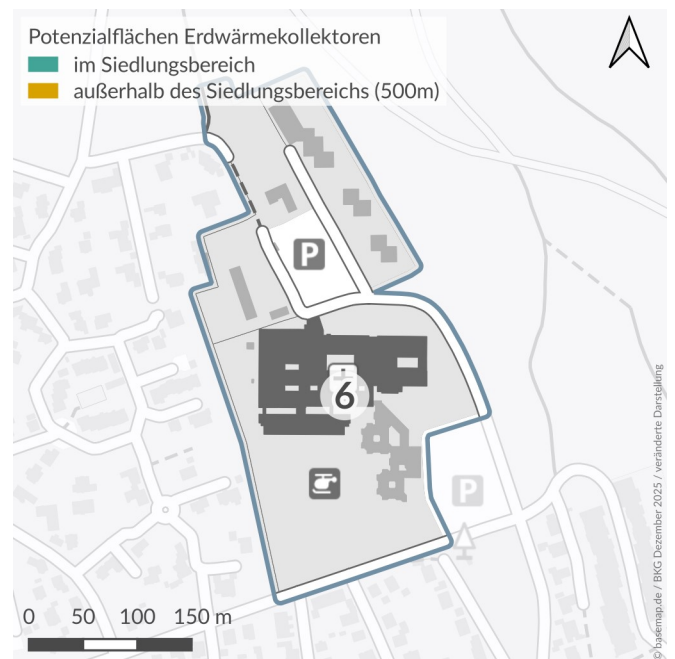 Potenzialflächen Erdwärmekollektoren
im Siedlungsbereich
außerhalb des Siedlungsbereichs (500m)
P
6
P
0 50 100 150 m
© basemap.de / BKG Dezember 2025 / veränderte Darstellung